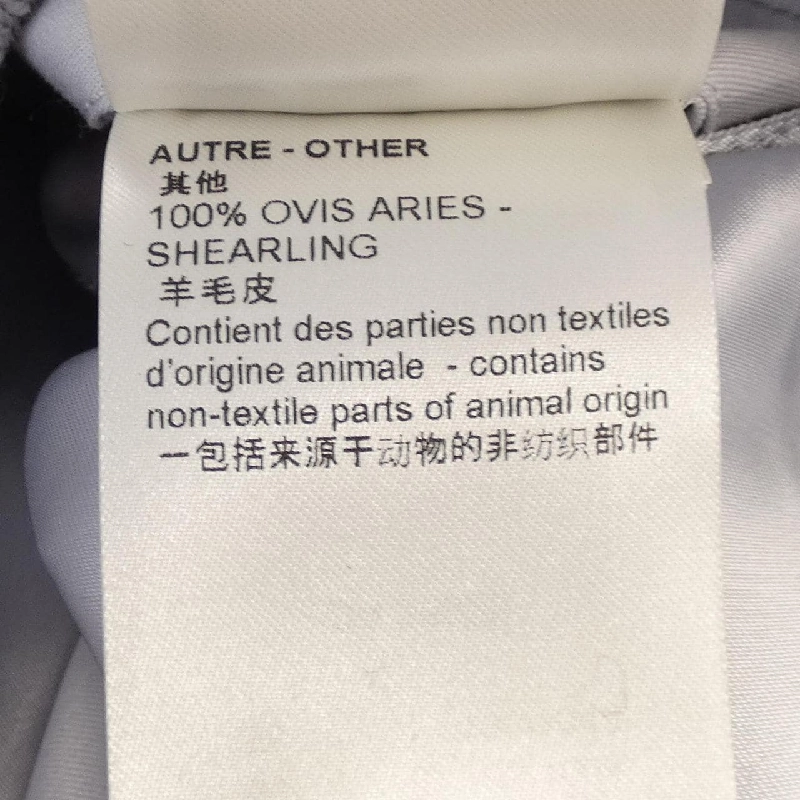 AUTRE - OTHER
其他
100% OVIS ARIES -
SHEARLING
羊毛皮
Contient des parties non textiles
d'origine animale - contains
non-textile parts of animal origin
一包括来源于动物的非纺织部件